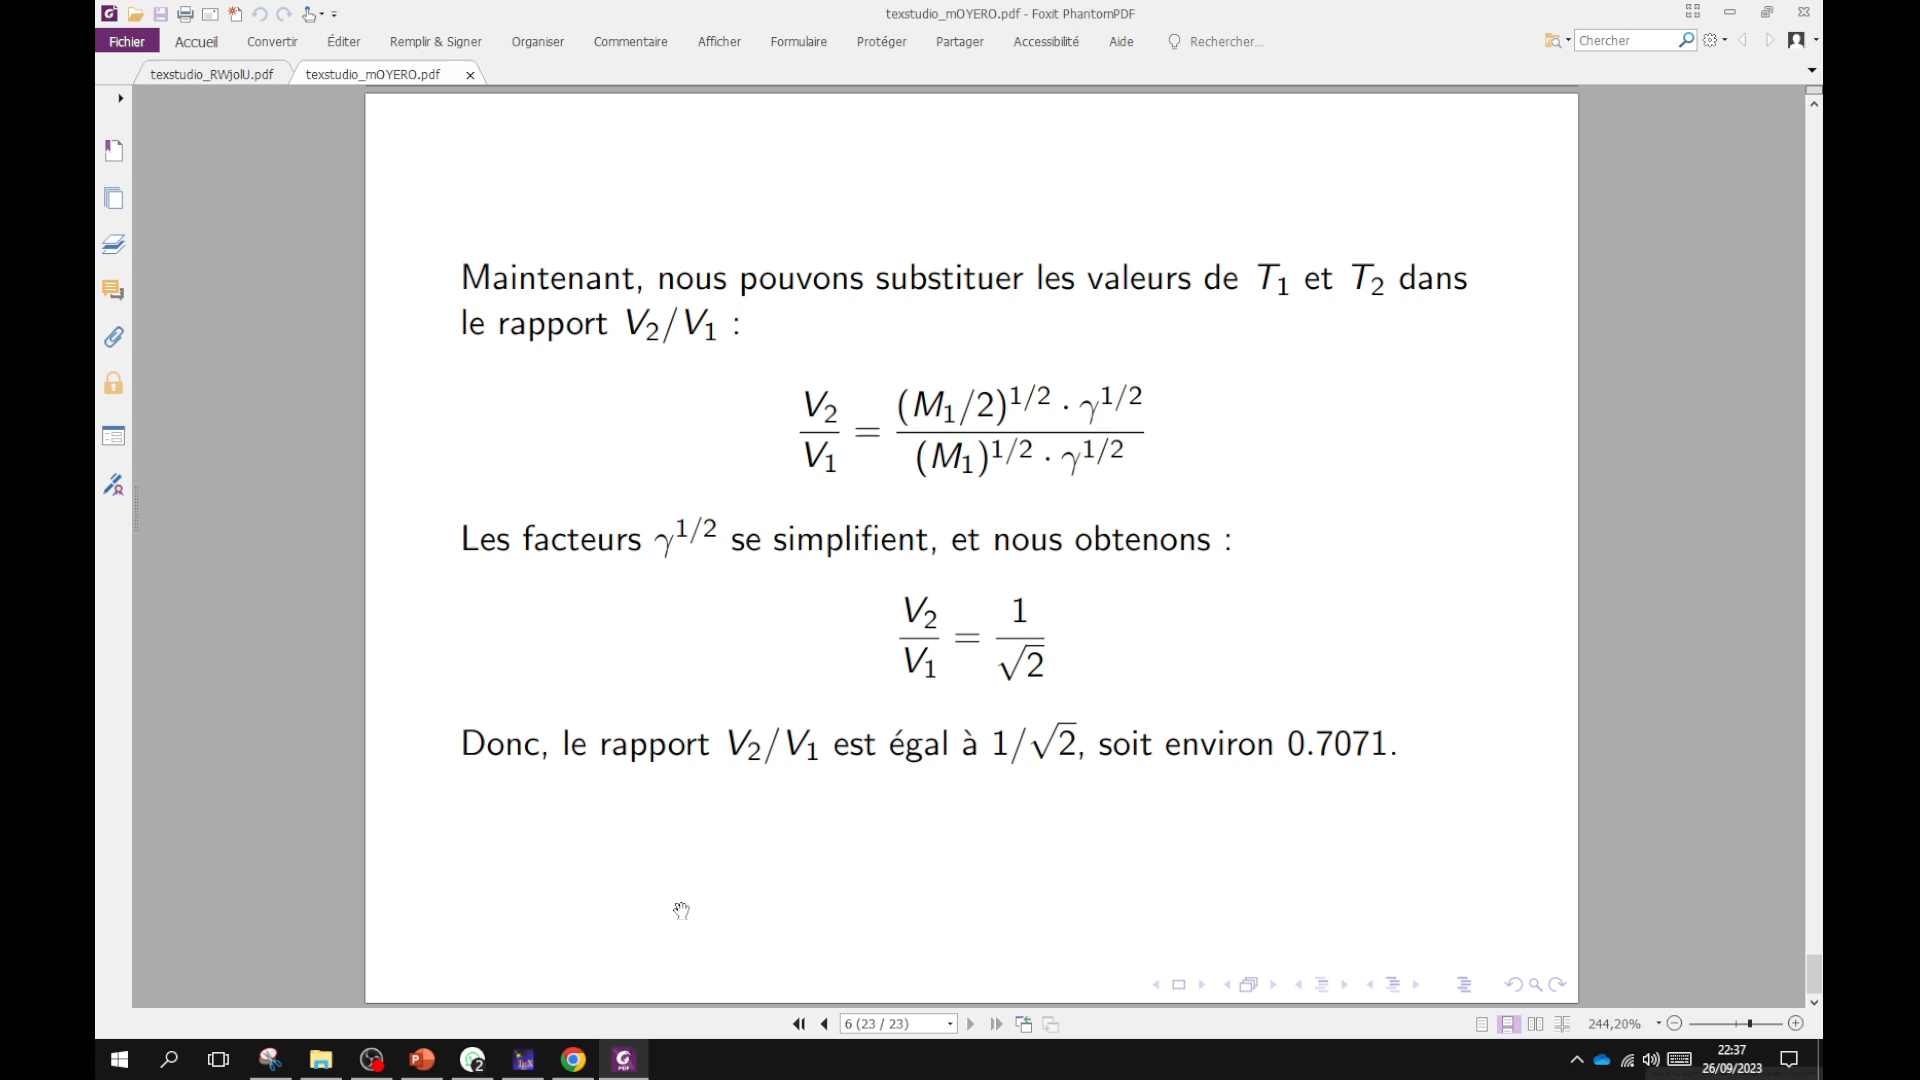 texstudio_mOYERO.pdf - Foxit PhantomPDF
Fichier Accueil Convertir Éditer Remplir & Signer Organiser Commentaire Afficher Formulaire Protéger Partager Accessibilité Aide Rechercher... Chercher
texstudio_RWjolU.pdf texstudio_mOYERO.pdf
Maintenant, nous pouvons substituer les valeurs de T₁ et T₂ dans
le rapport V₂/V₁ :
V₂/V₁ = (M₁/2)^1/2 · γ^1/2 / (M₁)^1/2 · γ^1/2
Les facteurs γ^1/2 se simplifient, et nous obtenons :
V₂/V₁ = 1/√2
Donc, le rapport V₂/V₁ est égal à 1/√2, soit environ 0.7071.
6 (23 / 23) 244,20%
22:37
26/09/2023